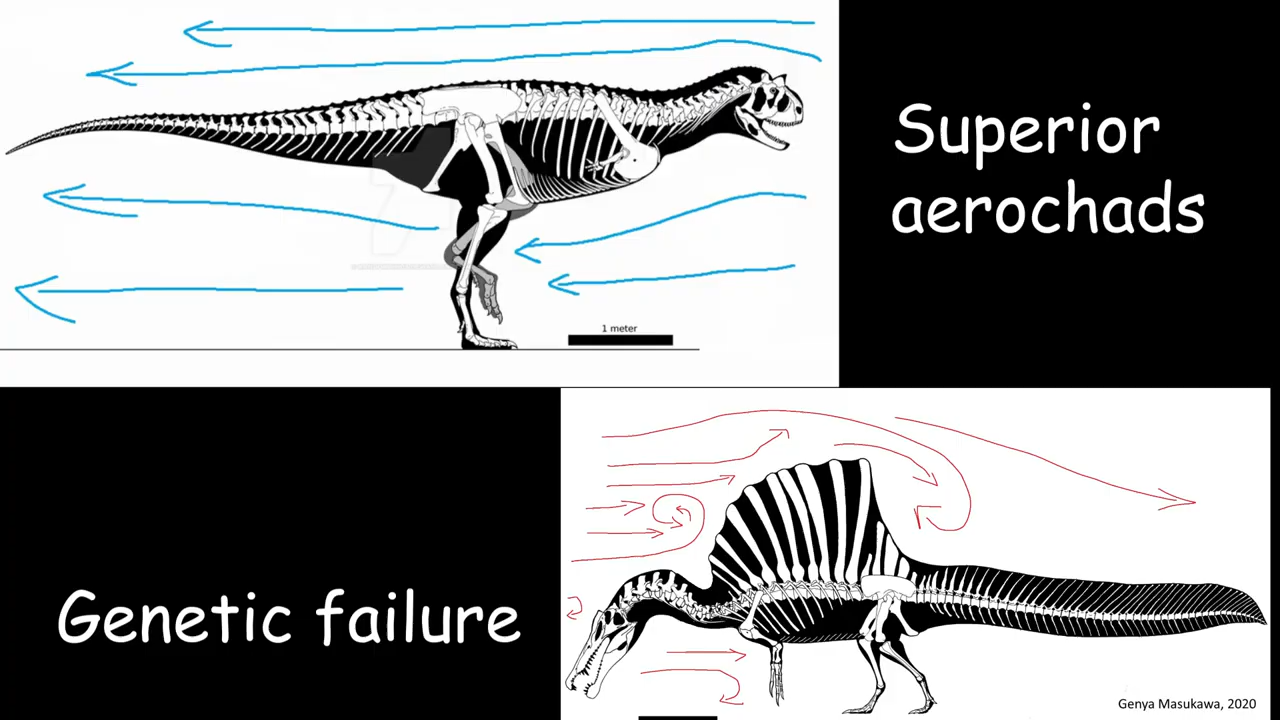 Superior
aerochads
1 meter
Genetic failure
Genya Masukawa, 2020